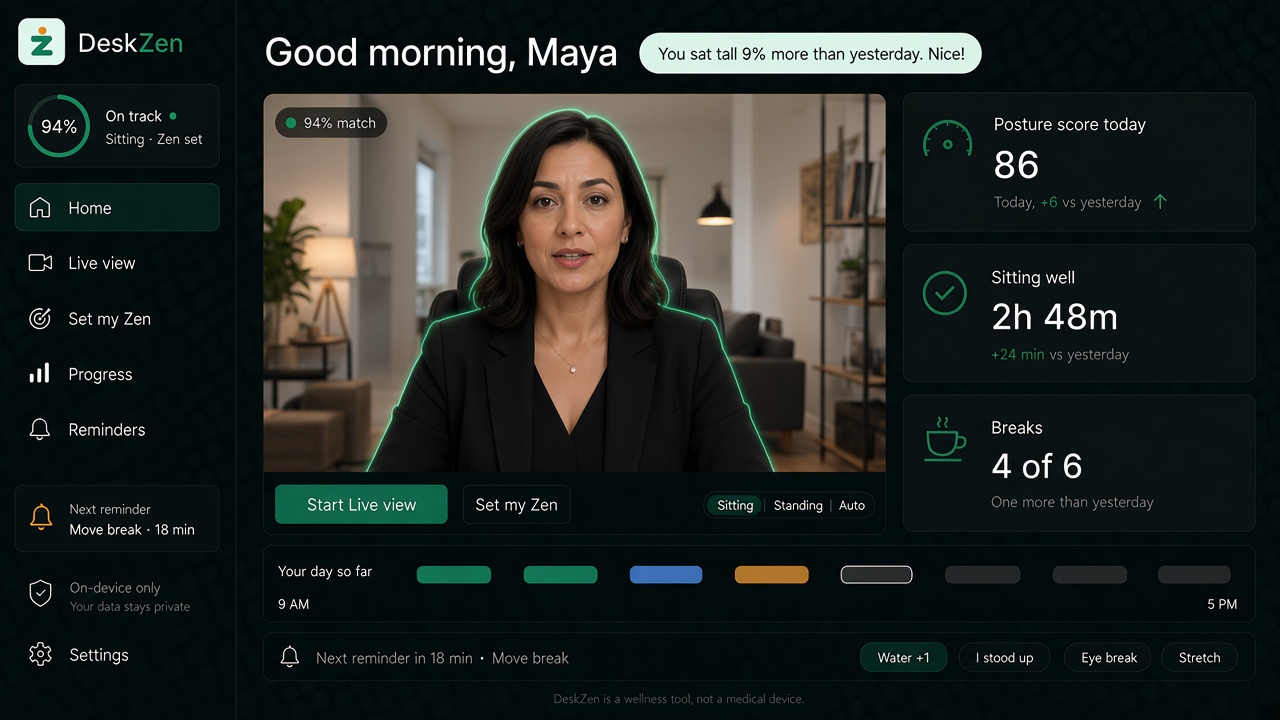 DeskZen
94%
On track
Sitting · Zen set
Home
Live view
Set my Zen
Progress
Reminders
Next reminder
Move break · 18 min
On-device only
Your data stays private
Settings
Good morning, Maya
You sat tall 9% more than yesterday. Nice!
94% match
Start Live view
Set my Zen
Sitting | Standing | Auto
Posture score today
86
Today, +6 vs yesterday
Sitting well
2h 48m
+24 min vs yesterday
Breaks
4 of 6
One more than yesterday
Your day so far
9 AM
5 PM
Next reminder in 18 min • Move break
Water +1
I stood up
Eye break
Stretch
DeskZen is a wellness tool, not a medical device.